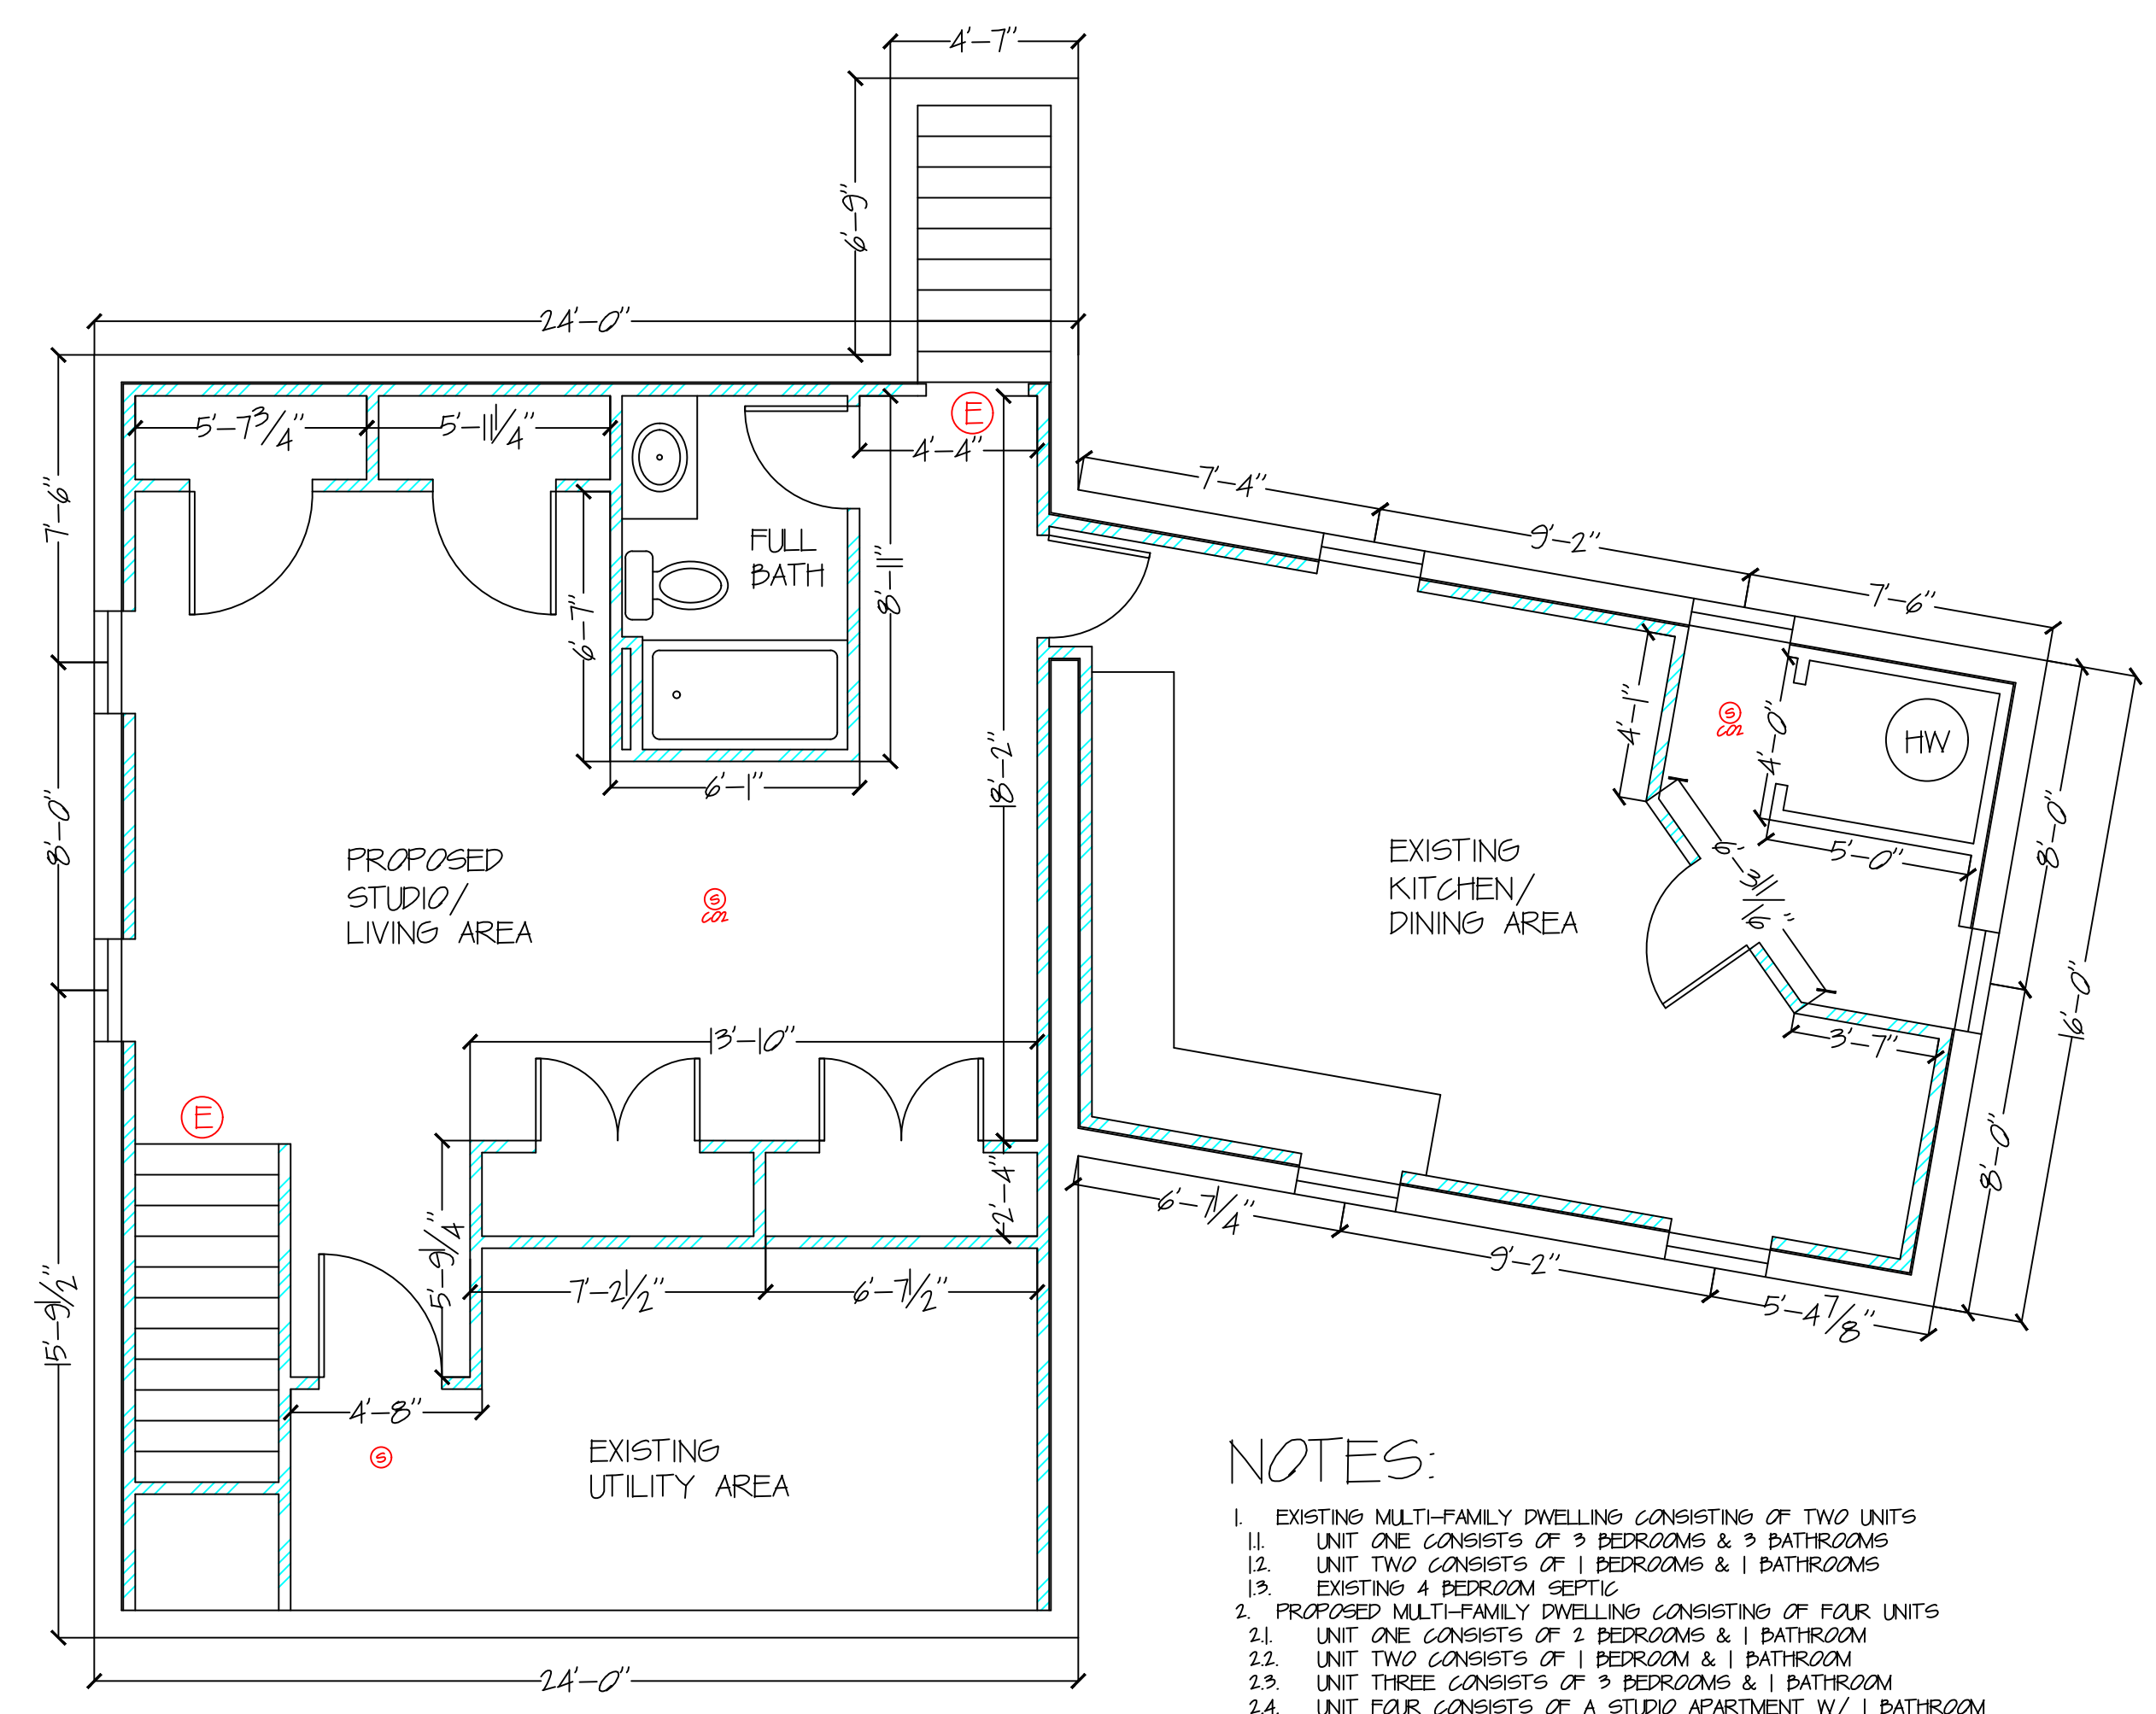 4'-7"
6'-9"
24'-0"
5'-7 3/4"
5'-11 1/4"
E
4'-4"
7'-4"
9'-2"
7'-6"
7'-6"
FULL
BATH
8'-11"
6'-7"
6'-1"
18'-2"
4'-1"
S
CO2
4'-0"
HW
5'-0"
6'-3 11/16"
8'-0"
8'-0"
16'-0"
PROPOSED
STUDIO/
LIVING AREA
S
CO2
EXISTING
KITCHEN/
DINING AREA
3'-7"
13'-10"
E
2'-4"
5'-9 1/4"
8'-0"
6'-7 1/4"
9'-2"
5'-4 7/8"
15'-9 1/2"
7'-2 1/2"
6'-7 1/2"
4'-8"
S
EXISTING
UTILITY AREA
24'-0"
NOTES:
1. EXISTING MULTI-FAMILY DWELLING CONSISTING OF TWO UNITS
1.1. UNIT ONE CONSISTS OF 3 BEDROOMS & 3 BATHROOMS
1.2. UNIT TWO CONSISTS OF 1 BEDROOMS & 1 BATHROOMS
1.3. EXISTING 4 BEDROOM SEPTIC
2. PROPOSED MULTI-FAMILY DWELLING CONSISTING OF FOUR UNITS
2.1. UNIT ONE CONSISTS OF 2 BEDROOMS & 1 BATHROOM
2.2. UNIT TWO CONSISTS OF 1 BEDROOM & 1 BATHROOM
2.3. UNIT THREE CONSISTS OF 3 BEDROOMS & 1 BATHROOM
2.4. UNIT FOUR CONSISTS OF A STUDIO APARTMENT W/ 1 BATHROOM